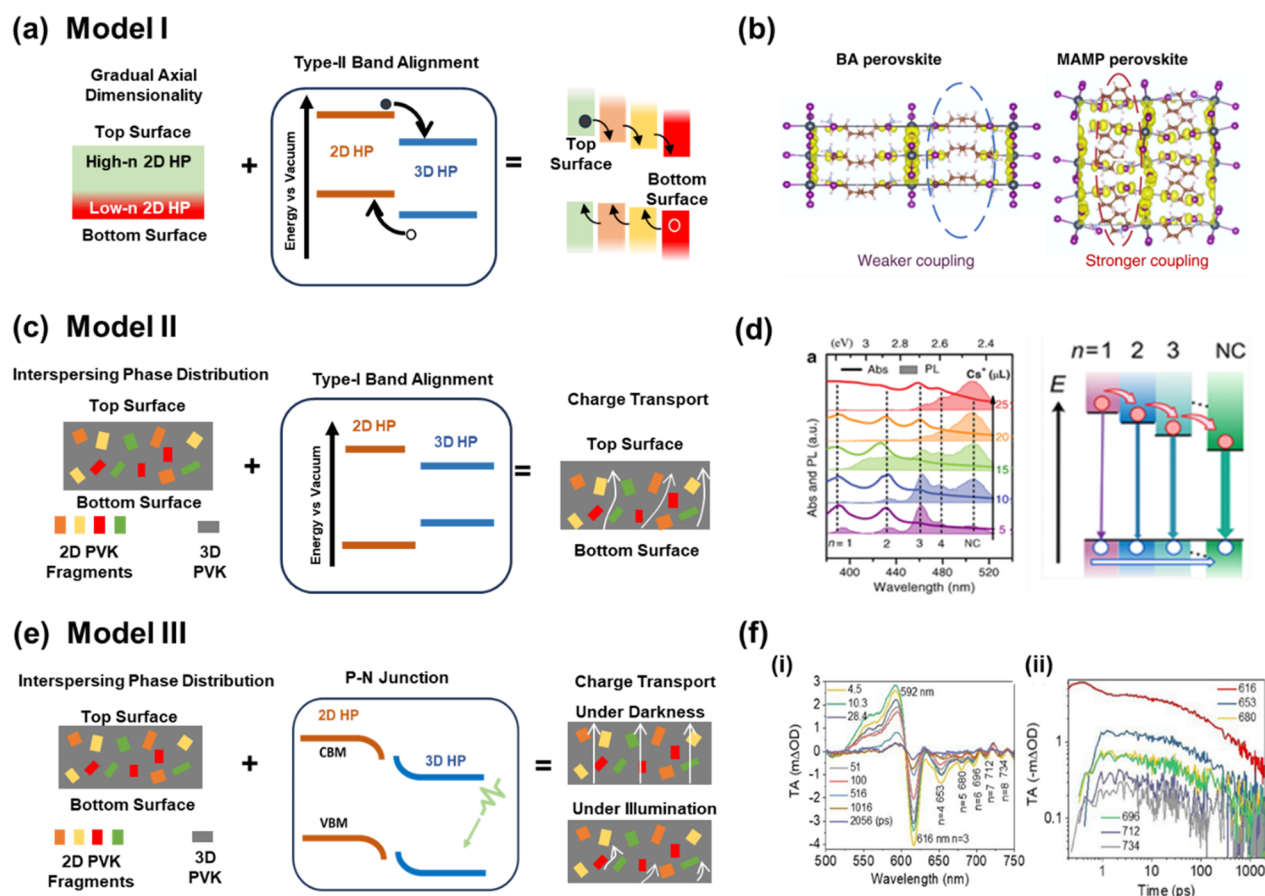 (a) Model I
Gradual Axial
Dimensionality
Top Surface
High-n 2D HP
Low-n 2D HP
Bottom Surface
+
Type-II Band Alignment
Energy vs Vacuum
2D HP
3D HP
=
Top
Surface
Bottom
Surface
(b)
BA perovskite
MAMP perovskite
Weaker coupling
Stronger coupling
(c) Model II
Interspersing Phase Distribution
Top Surface
Bottom Surface
2D PVK
Fragments
3D
PVK
+
Type-I Band Alignment
Energy vs Vacuum
2D HP
3D HP
=
Charge Transport
Top Surface
Bottom Surface
(d)
a
(eV) 3 2.8 2.6 2.4
Abs PL
Cs⁺ (μL)
25
20
15
10
5
Abs and PL (a.u.)
n= 1 2 3 4 NC
400 440 480 520
Wavelength (nm)
n=1 2 3 NC
E
(e) Model III
Interspersing Phase Distribution
Top Surface
Bottom Surface
2D PVK
Fragments
3D
PVK
+
P-N Junction
2D HP
CBM
3D HP
VBM
=
Charge Transport
Under Darkness
Under Illumination
(f)
(i)
TA (mΔOD)
3
2
1
0
-1
-2
-3
-4
4.5
10.3
28.4
51
100
516
1016
2056 (ps)
592 nm
616 nm n=3
n=4 653
n=5 680
n=6 696
n=7 712
n=8 734
500 550 600 650 700 750
Wavelength (nm)
(ii)
TA (-mΔOD)
1
0.1
616
653
680
696
712
734
1 10 100 1000
Time (ps)